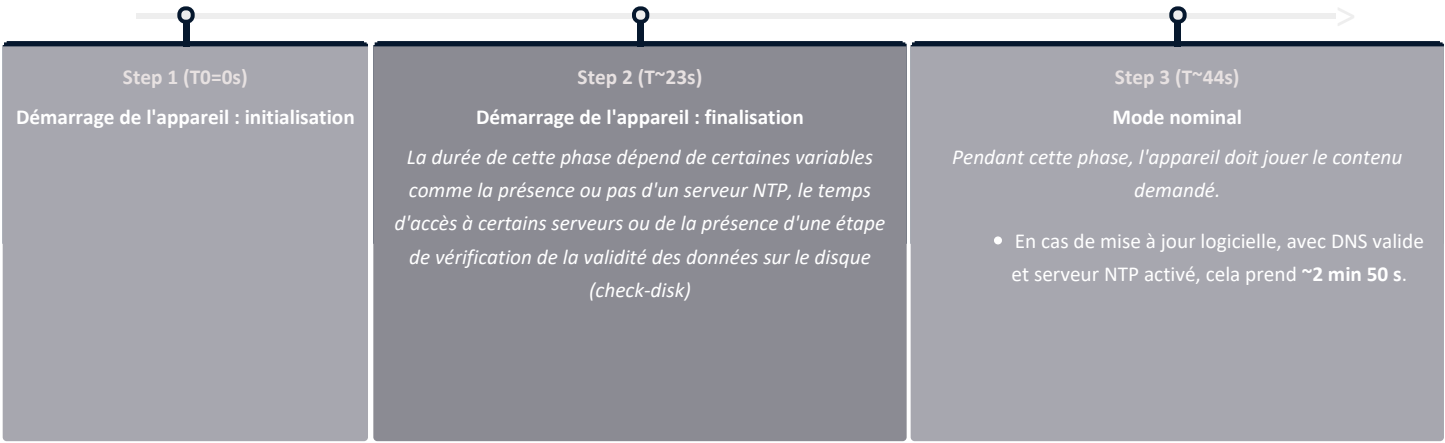 Step 1 (T0=0s)
Démarrage de l'appareil : initialisation
Step 2 (T~23s)
Démarrage de l'appareil : finalisation
La durée de cette phase dépend de certaines variables
comme la présence ou pas d'un serveur NTP, le temps
d'accès à certains serveurs ou de la présence d'une étape
de vérification de la validité des données sur le disque
(check-disk)
Step 3 (T~44s)
Mode nominal
Pendant cette phase, l'appareil doit jouer le contenu
demandé.
• En cas de mise à jour logicielle, avec DNS valide
et serveur NTP activé, cela prend ~2 min 50 s.